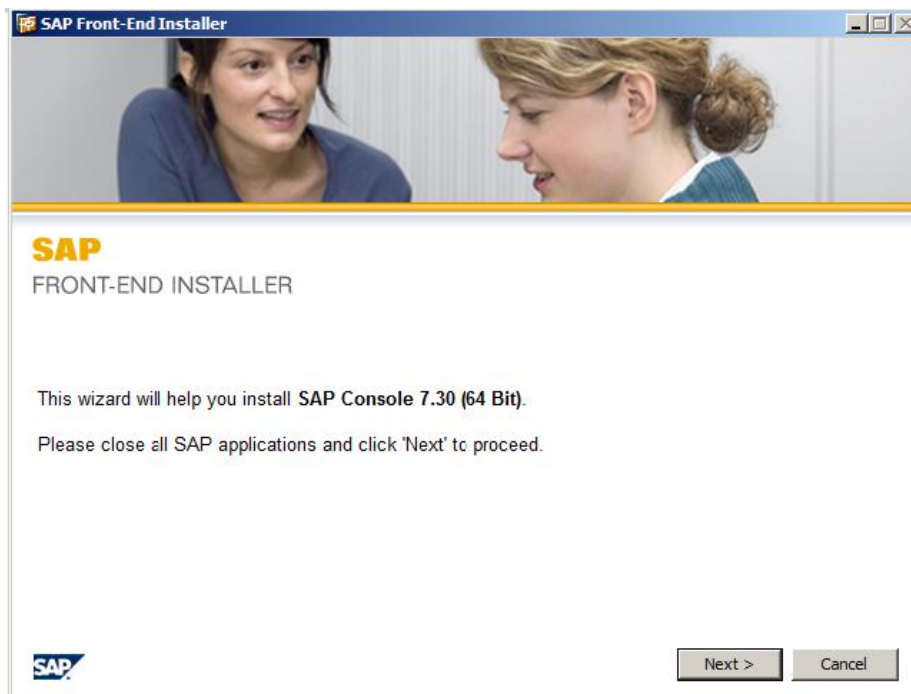 SAP Front-End Installer
SAP
FRONT-END INSTALLER
This wizard will help you install SAP Console 7.30 (64 Bit).
Please close all SAP applications and click 'Next' to proceed.
SAP
Next >
Cancel